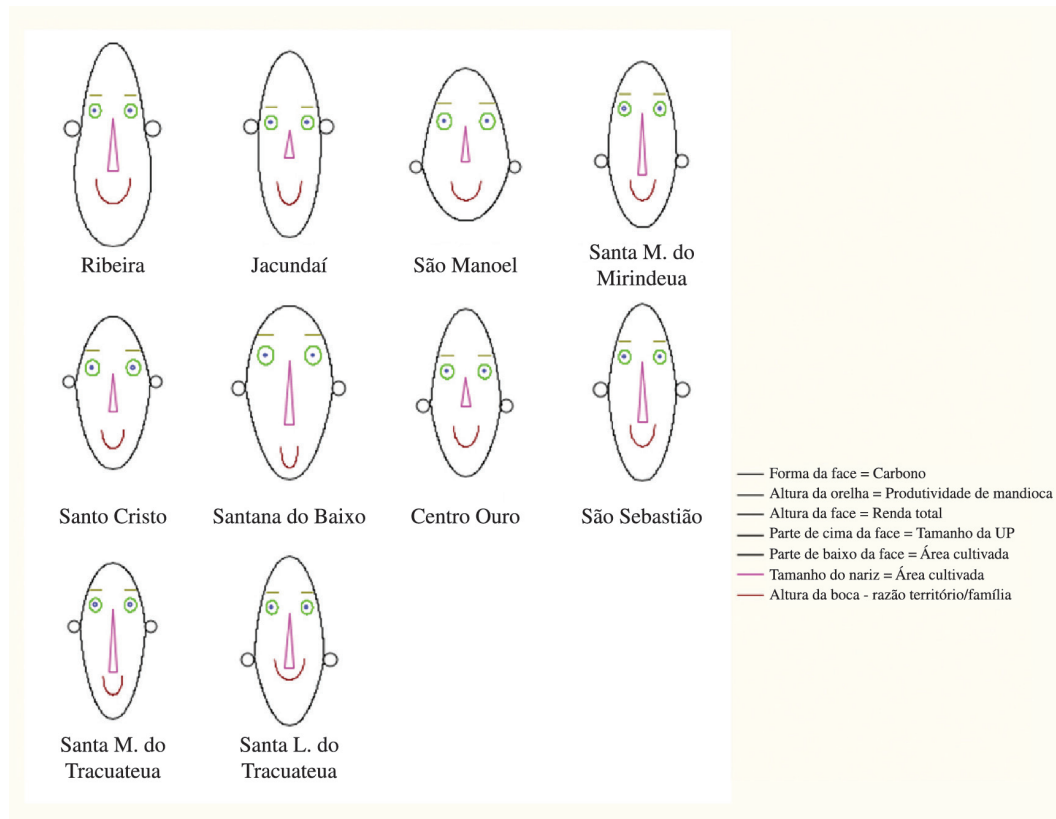 Ribeira
Jacundaí
São Manoel
Santa M. do
Mirindeua
Santo Cristo
Santana do Baixo
Centro Ouro
São Sebastião
Santa M. do
Tracuateua
Santa L. do
Tracuateua
Forma da face = Carbono
Altura da orelha = Produtividade de mandioca
Altura da face = Renda total
Parte de cima da face = Tamanho da UP
Parte de baixo da face = Área cultivada
Tamanho do nariz = Área cultivada
Altura da boca - razão território/família